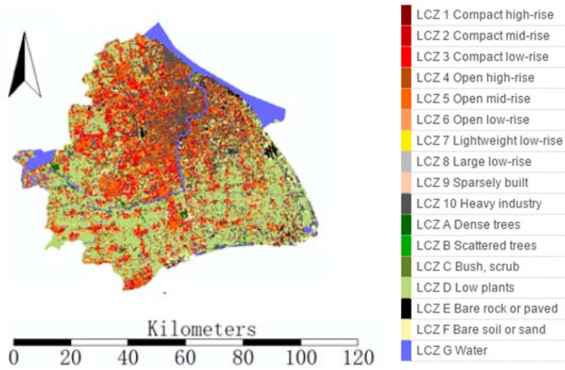 LCZ 1 Compact high-rise
LCZ 2 Compact mid-rise
LCZ 3 Compact low-rise
LCZ 4 Open high-rise
LCZ 5 Open mid-rise
LCZ 6 Open low-rise
LCZ 7 Lightweight low-rise
LCZ 8 Large low-rise
LCZ 9 Sparsely built
LCZ 10 Heavy industry
LCZ A Dense trees
LCZ B Scattered trees
LCZ C Bush, scrub
LCZ D Low plants
LCZ E Bare rock or paved
LCZ F Bare soil or sand
LCZ G Water
Kilometers
0 20 40 60 80 100 120